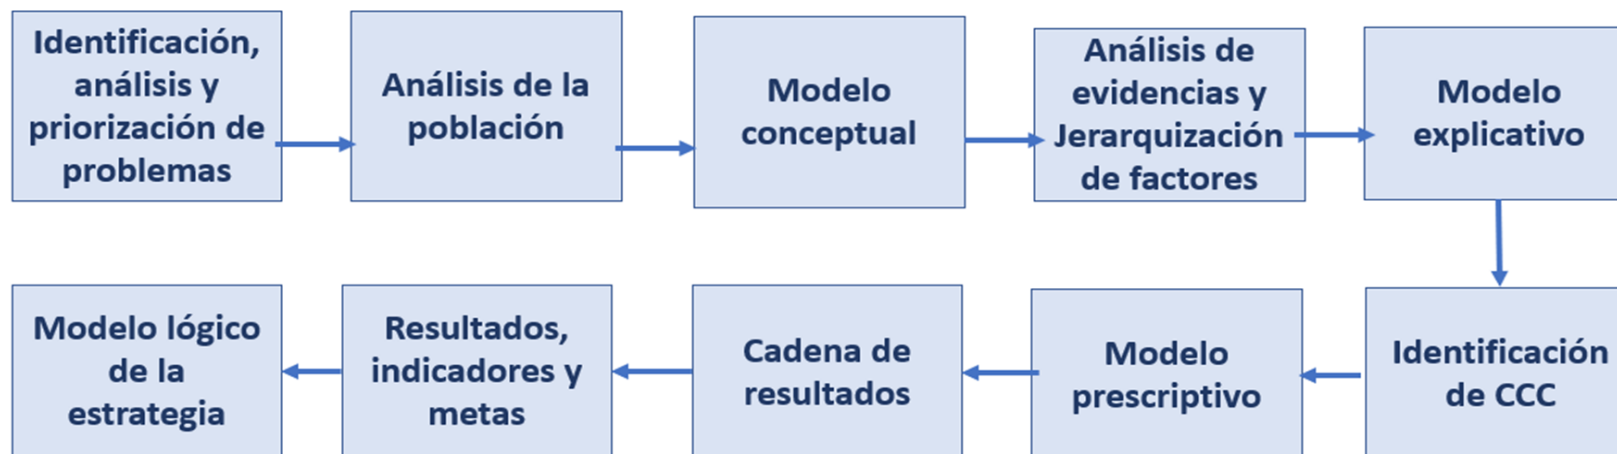 Identificación,
análisis y
priorización de
problemas
Análisis de la
población
Modelo
conceptual
Análisis de
evidencias y
Jerarquización
de factores
Modelo
explicativo
Identificación
de CCC
Modelo
prescriptivo
Cadena de
resultados
Resultados,
indicadores y
metas
Modelo lógico
de la
estrategia